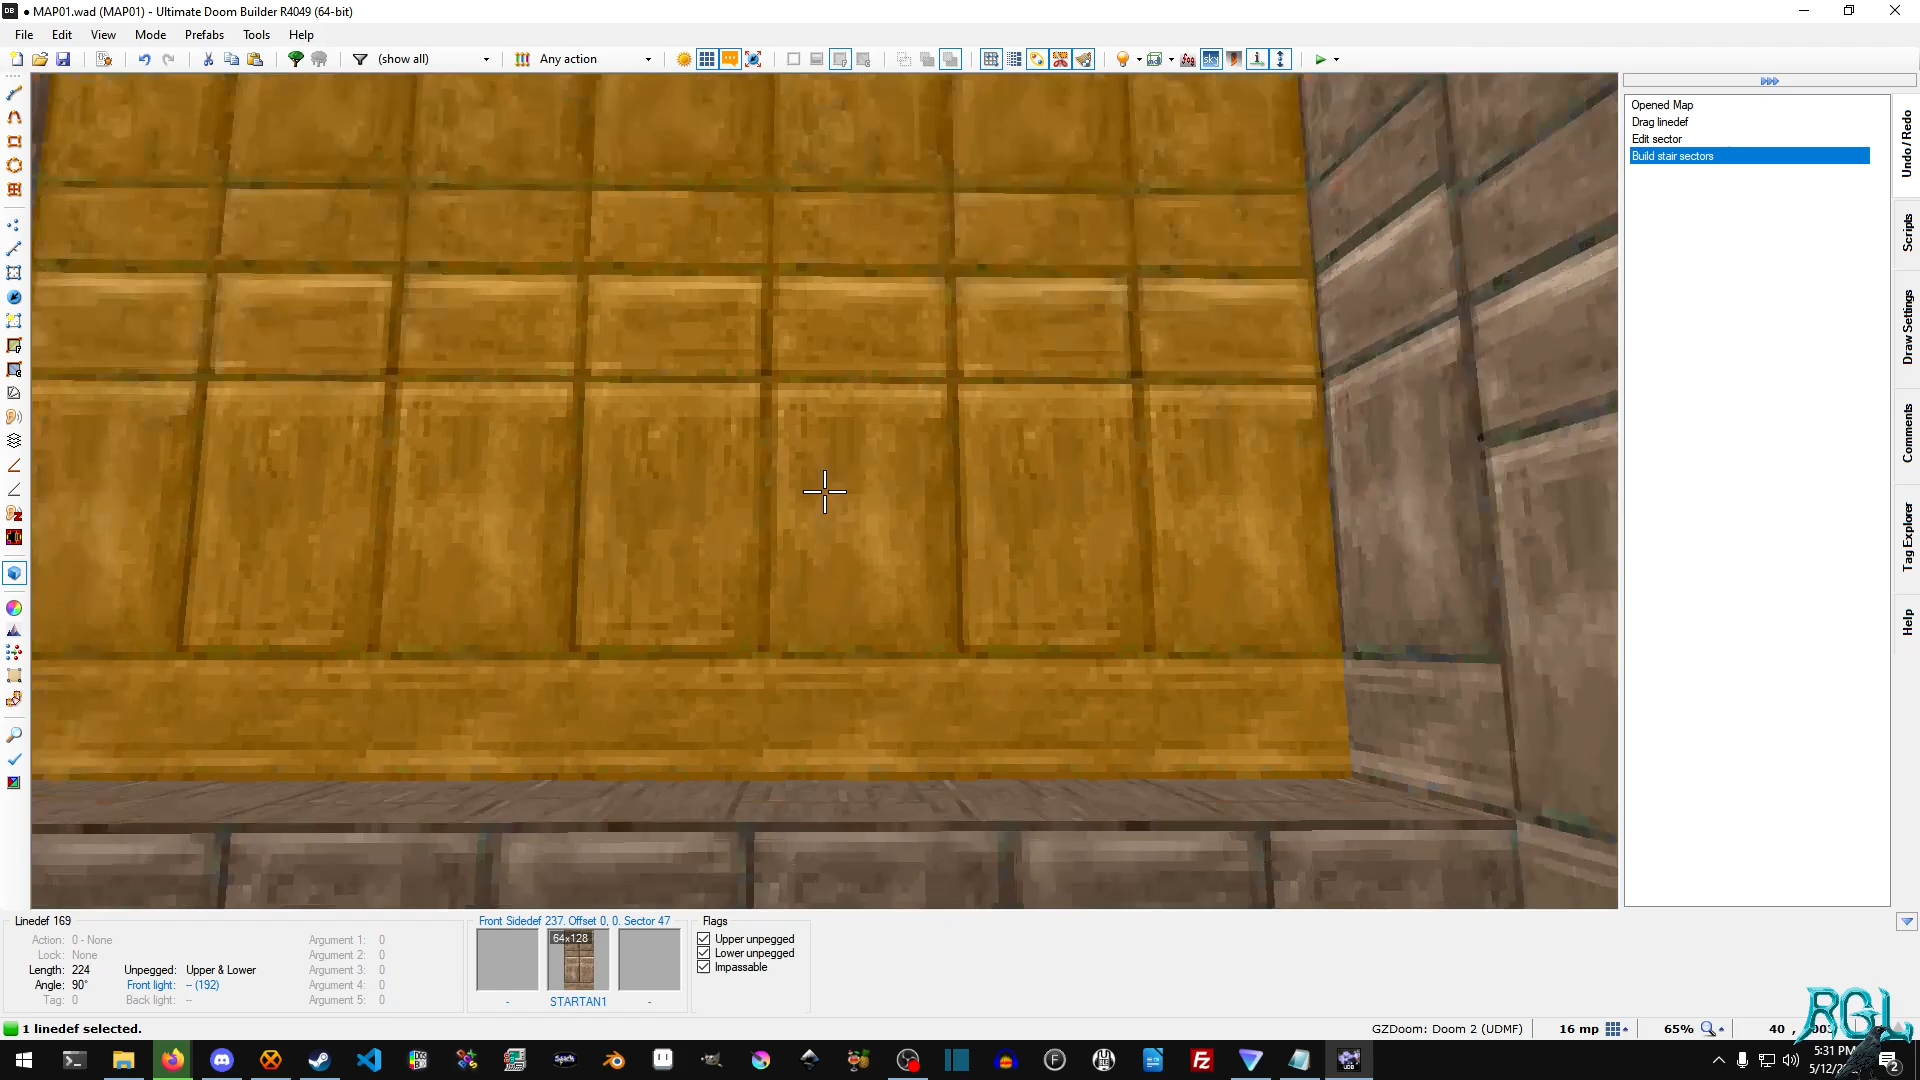 MAP01.wad (MAP01) - Ultimate Doom Builder R4049 (64-bit)
File Edit View Mode Prefabs Tools Help
(show all) Any action
Opened Map
Drag linedef
Edit sector
Build stair sectors
Undo / Redo
Scripts
Draw Settings
Comments
Tag Explorer
Help
Linedef 169
Action: 0 - None
Lock: None
Length: 224
Angle: 90°
Tag: 0
Unpegged: Upper & Lower
Front light: -- (192)
Back light: --
Argument 1: 0
Argument 2: 0
Argument 3: 0
Argument 4: 0
Argument 5: 0
Front Sidedef 237. Offset 0, 0. Sector 47
64x128
- STARTAN1 -
Flags
Upper unpegged
Lower unpegged
Impassable
1 linedef selected.
GZDoom: Doom 2 (UDMF) 16 mp 65% 40 ,
RGL
5:31 PM
5/12/2
2